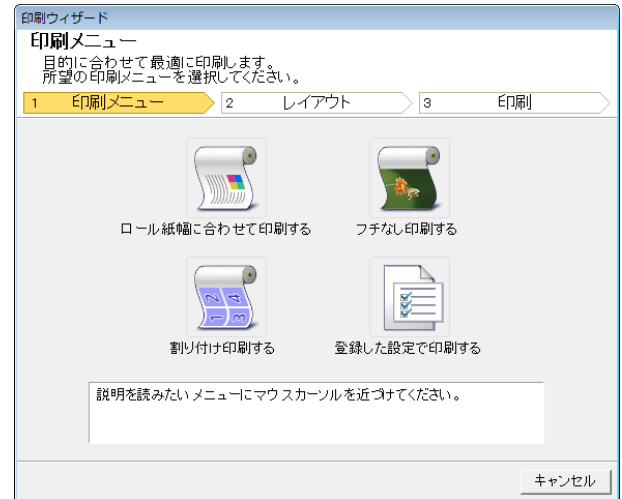 印刷ウィザード
印刷メニュー
目的に合わせて最適に印刷します。
所望の印刷メニューを選択してください。
1 印刷メニュー 2 レイアウト 3 印刷
ロール紙幅に合わせて印刷する フチなし印刷する
1 2 3 4
割り付け印刷する 登録した設定で印刷する
説明を読みたいメニューにマウスカーソルを近づけてください。
キャンセル